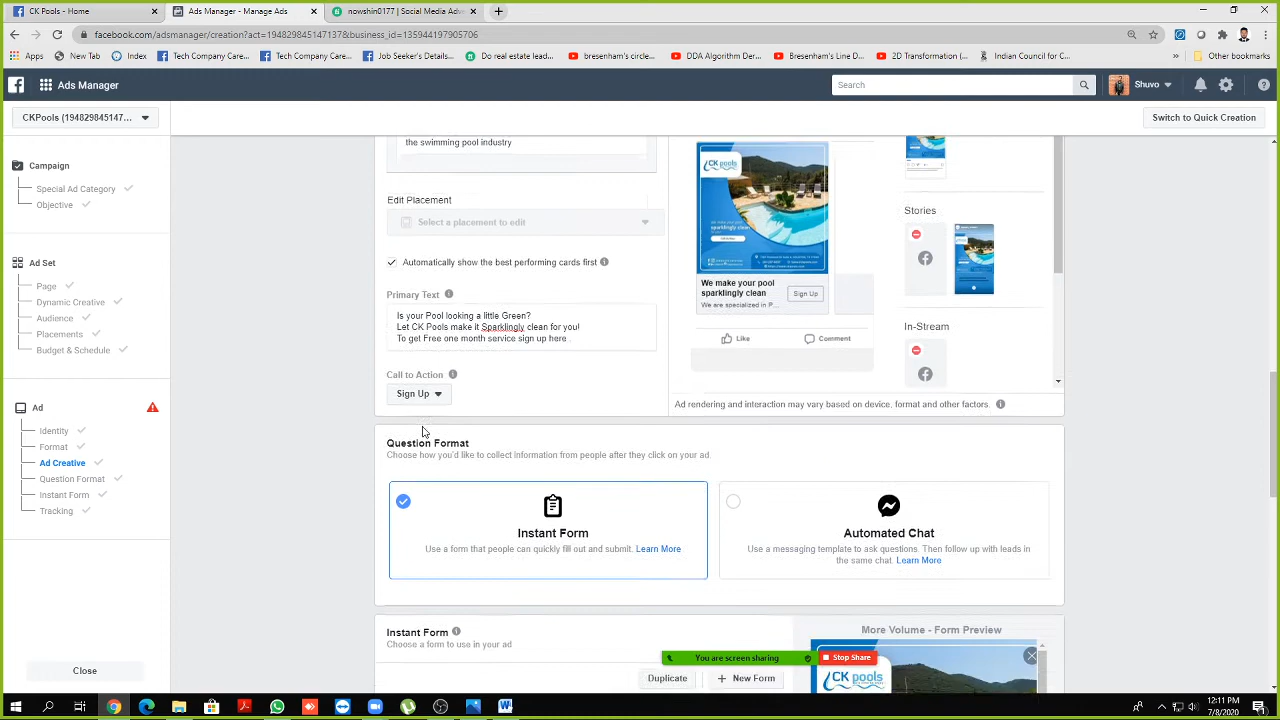 CK Pools - Home
Ads Manager - Manage Ads
nowshin0177 | Social Media Adve
facebook.com/adsmanager/creation?act=194829845147137&business_id=135944197905706
Apps
Download
Index
Tech Company Care...
Tech Company Care...
Job Seeker's Details...
Do real estate lead...
bresenham's circle...
DDA Algorithm Der...
Bresenham's Line D...
2D Transformation...
Indian Council for C...
Ads Manager
Search
Shuvo
CKPools (194829845147...
Switch to Quick Creation
Campaign
Special Ad Category
Objective
Ad Set
Page
Dynamic Creative
Audience
Placements
Budget & Schedule
Ad
Identity
Format
Ad Creative
Question Format
Instant Form
Tracking
Close
the swimming pool industry
Edit Placement
Select a placement to edit
Automatically show the best performing cards first
Primary Text
Is your Pool looking a little Green?
Let CK Pools make it Sparklingly clean for you!
To get Free one month service sign up here
Call to Action
Sign Up
CK pools
sparklingly clean
We make your pool
sparklingly clean
Sign Up
We are specialized in P...
Like
Comment
Stories
In-Stream
Ad rendering and interaction may vary based on device, format and other factors.
Question Format
Choose how you'd like to collect information from people after they click on your ad.
Instant Form
Use a form that people can quickly fill out and submit. Learn More
Automated Chat
Use a messaging template to ask questions. Then follow up with leads in
the same chat. Learn More
Instant Form
Choose a form to use in your ad
Duplicate
New Form
More Volume - Form Preview
CK pools
You are screen sharing
Stop Share
12:11 PM
7/8/2020